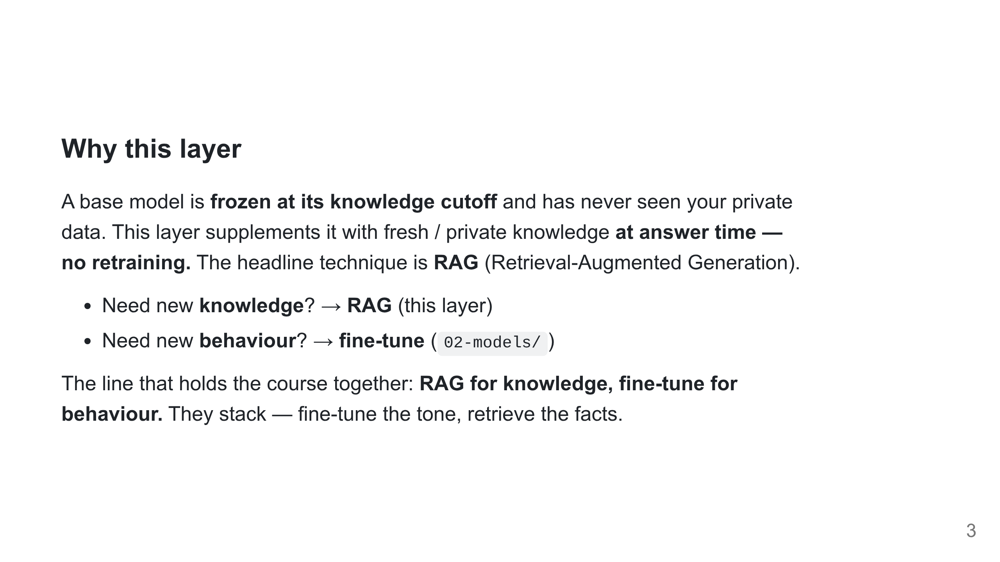 Why this layer
A base model is frozen at its knowledge cutoff and has never seen your private
data. This layer supplements it with fresh / private knowledge at answer time —
no retraining. The headline technique is RAG (Retrieval-Augmented Generation).
• Need new knowledge? → RAG (this layer)
• Need new behaviour? → fine-tune (02-models/)
The line that holds the course together: RAG for knowledge, fine-tune for
behaviour. They stack — fine-tune the tone, retrieve the facts.
3